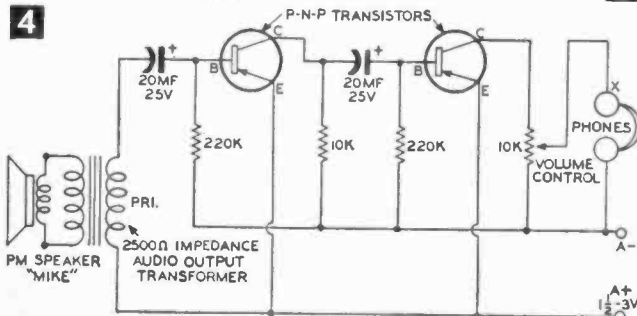 4
P-N-P TRANSISTORS
C
C
+
+
B
B
20MF
25V
E
20MF
25V
E
X
PHONES
220K
10K
220K
10K
VOLUME
CONTROL
PRI.
A-
PM SPEAKER
"MIKE"
2500Ω IMPEDANCE
AUDIO OUTPUT
TRANSFORMER
A+
1½-3V